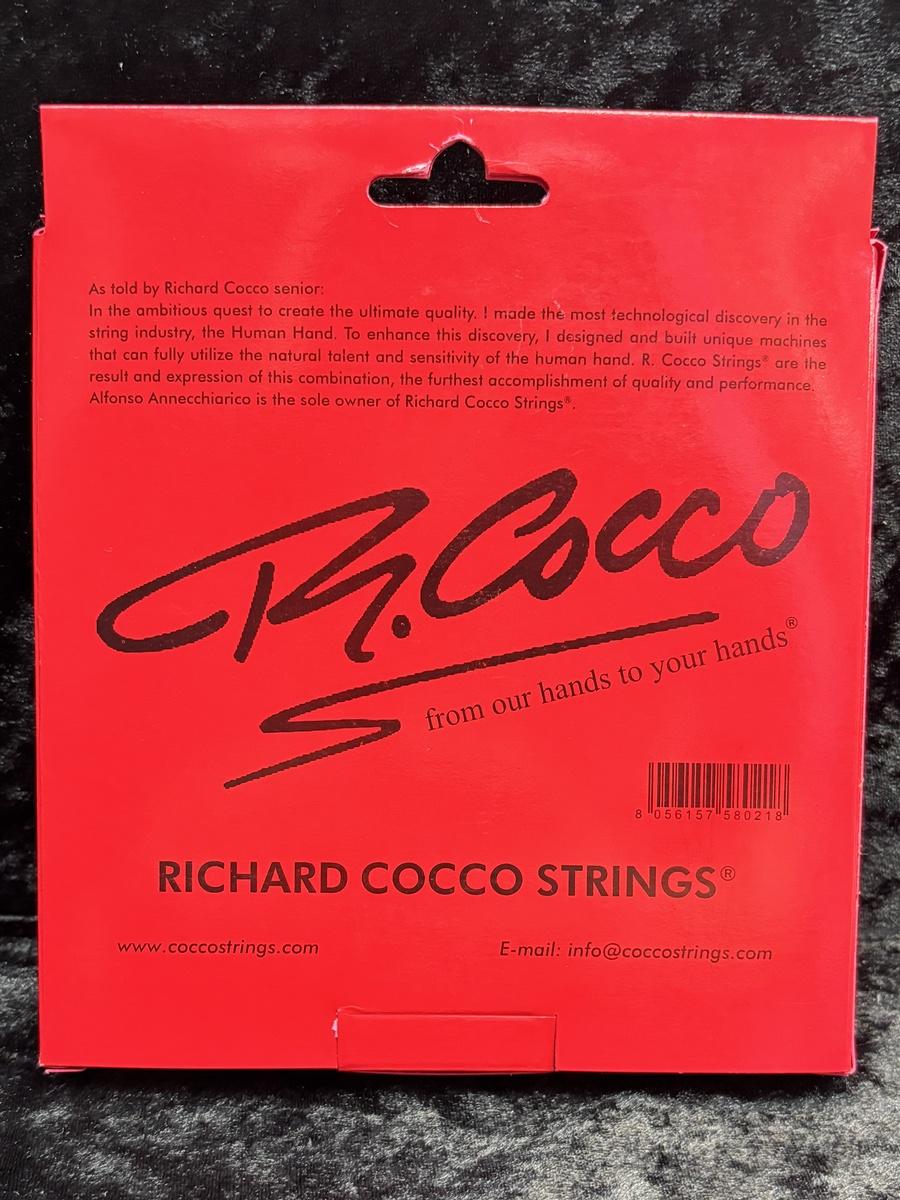 As told by Richard Cocco senior:
In the ambitious quest to create the ultimate quality. I made the most technological discovery in the
string industry, the Human Hand. To enhance this discovery, I designed and built unique machines
that can fully utilize the natural talent and sensitivity of the human hand. R. Cocco Strings® are the
result and expression of this combination, the furthest accomplishment of quality and performance.
Alfonso Annecchiarico is the sole owner of Richard Cocco Strings®.
R. Cocco
from our hands to your hands®
8 056157 580218
RICHARD COCCO STRINGS®
www.coccostrings.com
E-mail: info@coccostrings.com